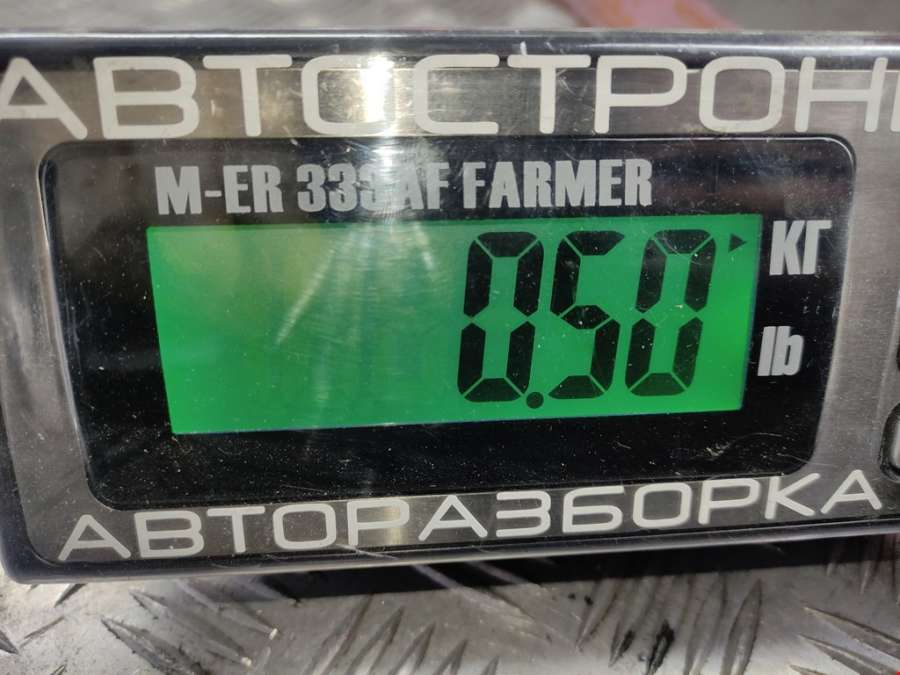 АВТОСТРОН
M-ER 333AF FARMER
0.50
КГ
lb
АВТОРАЗБОРКА